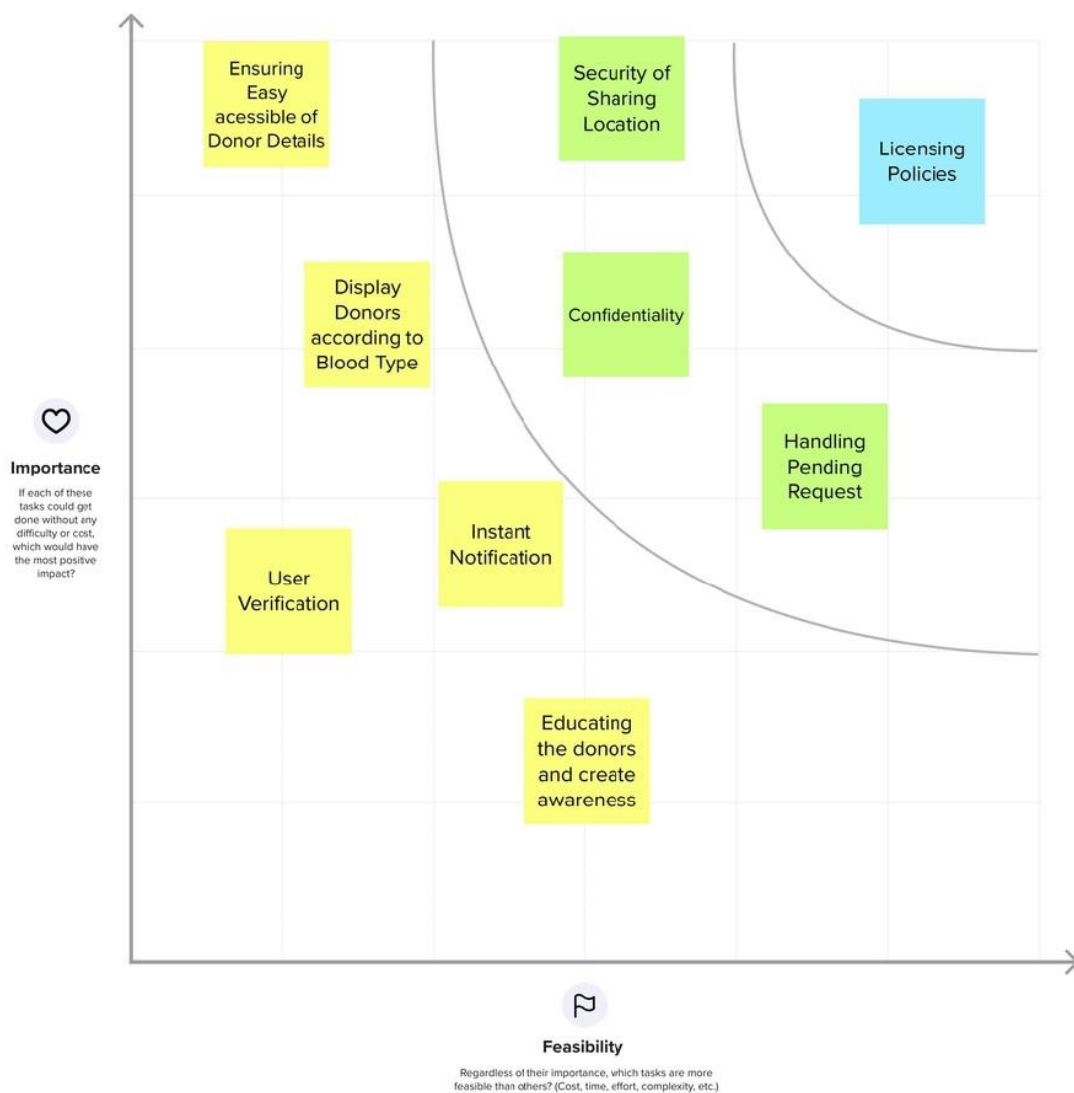 Ensuring
Easy
acessible of
Donor Details
Security of
Sharing
Location
Licensing
Policies
Display
Donors
according to
Blood Type
Confidentiality
Handling
Pending
Request
Importance
If each of these
tasks could get
done without any
difficulty or cost,
which would have
the most positive
impact?
Instant
Notification
User
Verification
Educating
the donors
and create
awareness
Feasibility
Regardless of their importance, which tasks are more
feasible than others? (Cost, time, effort, complexity, etc.)